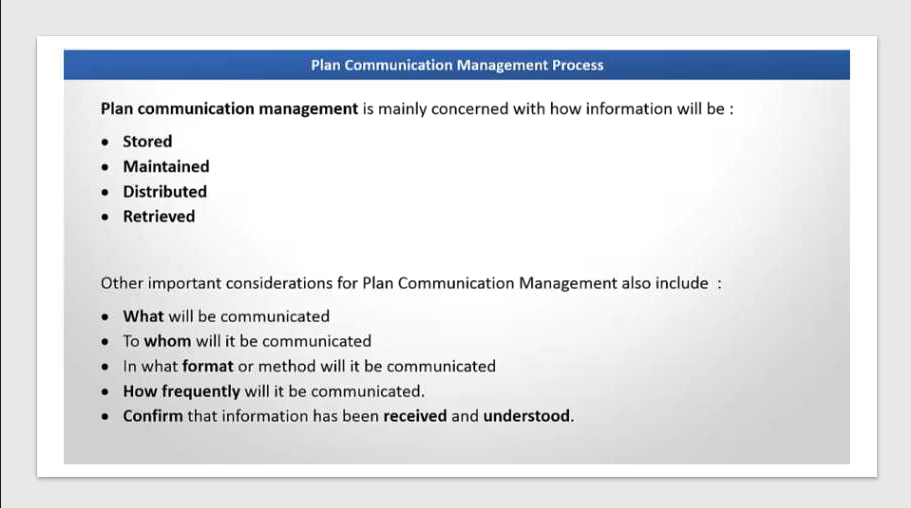 Plan Communication Management Process
Plan communication management is mainly concerned with how information will be :
• Stored
• Maintained
• Distributed
• Retrieved
Other important considerations for Plan Communication Management also include :
• What will be communicated
• To whom will it be communicated
• In what format or method will it be communicated
• How frequently will it be communicated.
• Confirm that information has been received and understood.